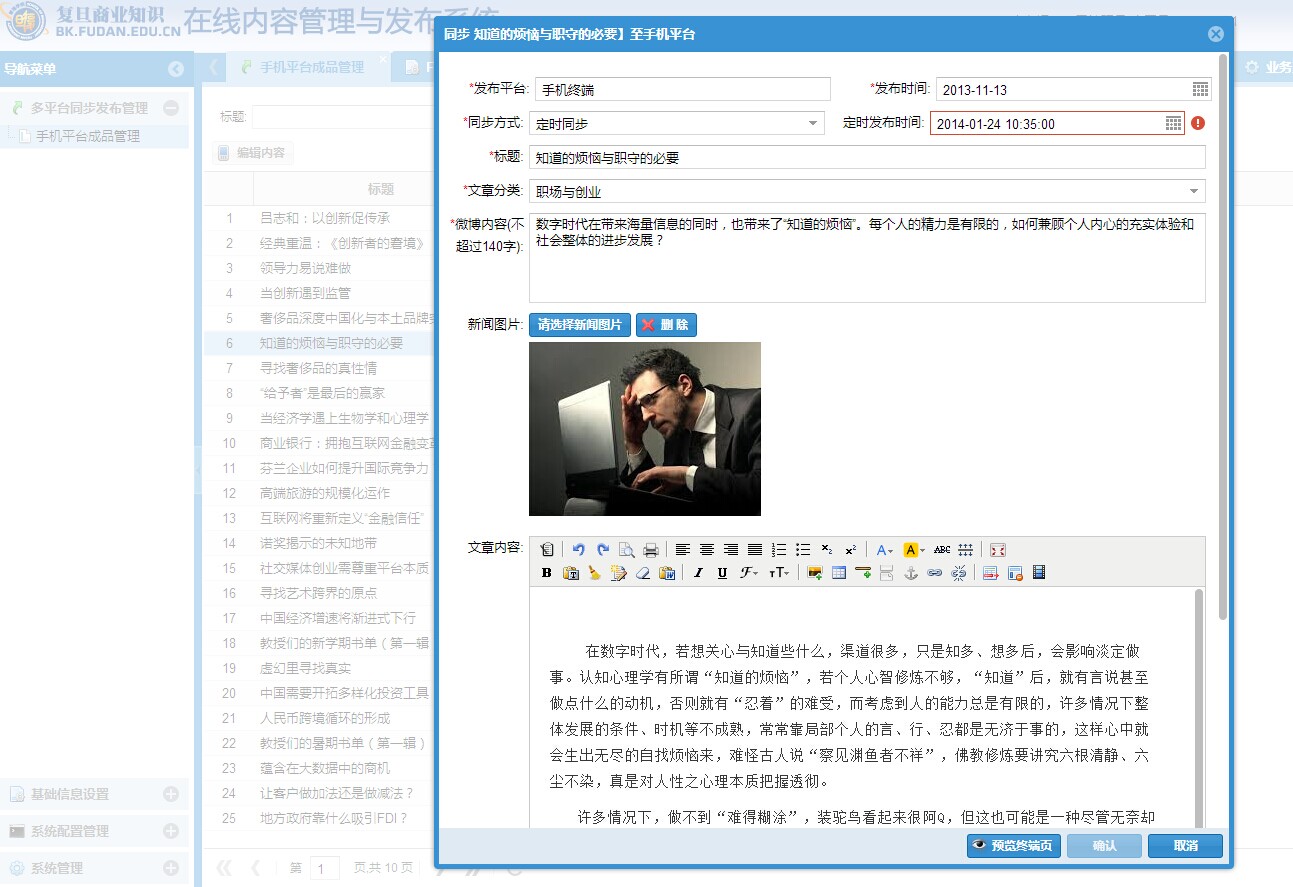 复旦商业知识
BK.FUDAN.EDU.CN
在线内容管理与发布系统
导航菜单
多平台同步发布管理
手机平台成品管理
基础信息设置
系统配置管理
系统管理
手机平台成品管理
业务
标题:
编辑内容
标题
1 吕志和：以创新促传承
2 经典重温：《创新者的窘境》
3 领导力易说难做
4 当创新遇到监管
5 奢侈品深度中国化与本土品牌
6 知道的烦恼与职守的必要
7 寻找奢侈品的真性情
8 “给予者”是最后的赢家
9 当经济学遇上生物学和心理学
10 商业银行：拥抱互联网金融变
11 芬兰企业如何提升国际竞争力
12 高端旅游的规模化运作
13 互联网将重新定义“金融信任”
14 诺奖揭示的未知地带
15 社交媒体创业需尊重平台本质
16 寻找艺术跨界的原点
17 中国经济增速将渐进式下行
18 教授们的新学期书单（第一辑
19 虚幻里寻找真实
20 中国需要开拓多样化投资工具
21 人民币跨境循环的形成
22 教授们的暑期书单（第一辑）
23 蕴含在大数据中的商机
24 让客户做加法还是做减法？
25 地方政府靠什么吸引FDI？
第 1 页,共 10 页
同步 知道的烦恼与职守的必要】至手机平台
*发布平台: 手机终端 *发布时间: 2013-11-13
*同步方式: 定时同步 定时发布时间: 2014-01-24 10:35:00
*标题: 知道的烦恼与职守的必要
*文章分类: 职场与创业
*微博内容(不超过140字):
数字时代在带来海量信息的同时，也带来了“知道的烦恼”。每个人的精力是有限的，如何兼顾个人内心的充实体验和
社会整体的进步发展？
新闻图片: 请选择新闻图片 删 除
文章内容:
在数字时代，若想关心与知道些什么，渠道很多，只是知多、想多后，会影响淡定做
事。认知心理学有所谓“知道的烦恼”，若个人心智修炼不够，“知道”后，就有言说甚至
做点什么的动机，否则就有“忍着”的难受，而考虑到人的能力总是有限的，许多情况下整
体发展的条件、时机等不成熟，常常靠局部个人的言、行、忍都是无济于事的，这样心中就
会生出无尽的自找烦恼来，难怪古人说“察见渊鱼者不祥”，佛教修炼要讲究六根清静、六
尘不染，真是对人性之心理本质把握透彻。
许多情况下，做不到“难得糊涂”，装驼鸟看起来很阿Q，但这也可能是一种尽管无奈却
预览终端页 确认 取消